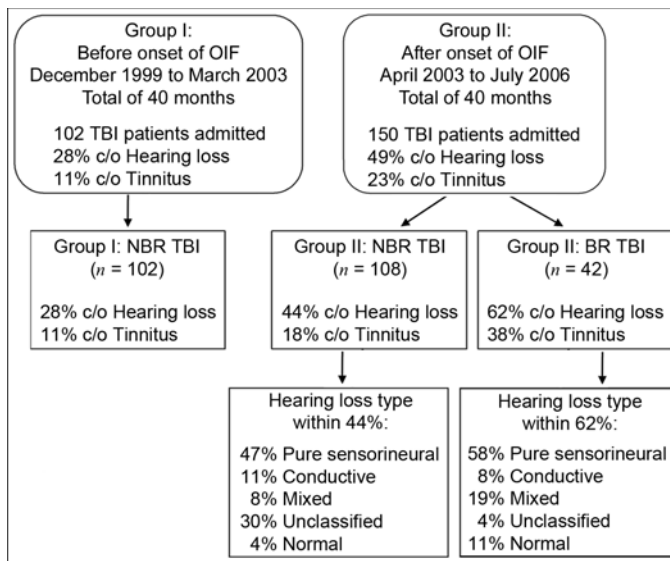 Group I:
Before onset of OIF
December 1999 to March 2003
Total of 40 months
102 TBI patients admitted
28% c/o Hearing loss
11% c/o Tinnitus
Group II:
After onset of OIF
April 2003 to July 2006
Total of 40 months
150 TBI patients admitted
49% c/o Hearing loss
23% c/o Tinnitus
Group I: NBR TBI
(n = 102)
28% c/o Hearing loss
11% c/o Tinnitus
Group II: NBR TBI
(n = 108)
44% c/o Hearing loss
18% c/o Tinnitus
Group II: BR TBI
(n = 42)
62% c/o Hearing loss
38% c/o Tinnitus
Hearing loss type
within 44%:
47% Pure sensorineural
11% Conductive
8% Mixed
30% Unclassified
4% Normal
Hearing loss type
within 62%:
58% Pure sensorineural
8% Conductive
19% Mixed
4% Unclassified
11% Normal